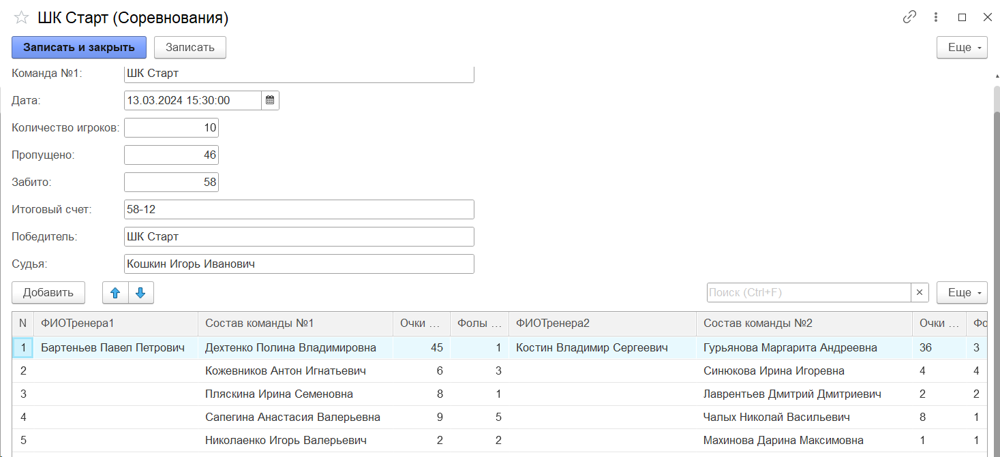 ШК Старт (Соревнования)
Записать и закрыть Записать Еще
Команда №1: ШК Старт
Дата: 13.03.2024 15:30:00
Количество игроков: 10
Пропущено: 46
Забито: 58
Итоговый счет: 58-12
Победитель: ШК Старт
Судья: Кошкин Игорь Иванович
Добавить Поиск (Ctrl+F) × Еще
N ФИОТренера1 Состав команды №1 Очки ... Фолы ... ФИОТренера2 Состав команды №2 Очки ... Фо
1 Бартеньев Павел Петрович Дехтенко Полина Владимировна 45 1 Костин Владимир Сергеевич Гурьянова Маргарита Андреевна 36 3
2 Кожевников Антон Игнатьевич 6 3 Синюкова Ирина Игоревна 4 4
3 Пляскина Ирина Семеновна 8 1 Лаврентьев Дмитрий Дмитриевич 2 2
4 Сапегина Анастасия Валерьевна 9 5 Чалых Николай Васильевич 8 1
5 Николаенко Игорь Валерьевич 2 2 Махинова Дарина Максимовна 1 1